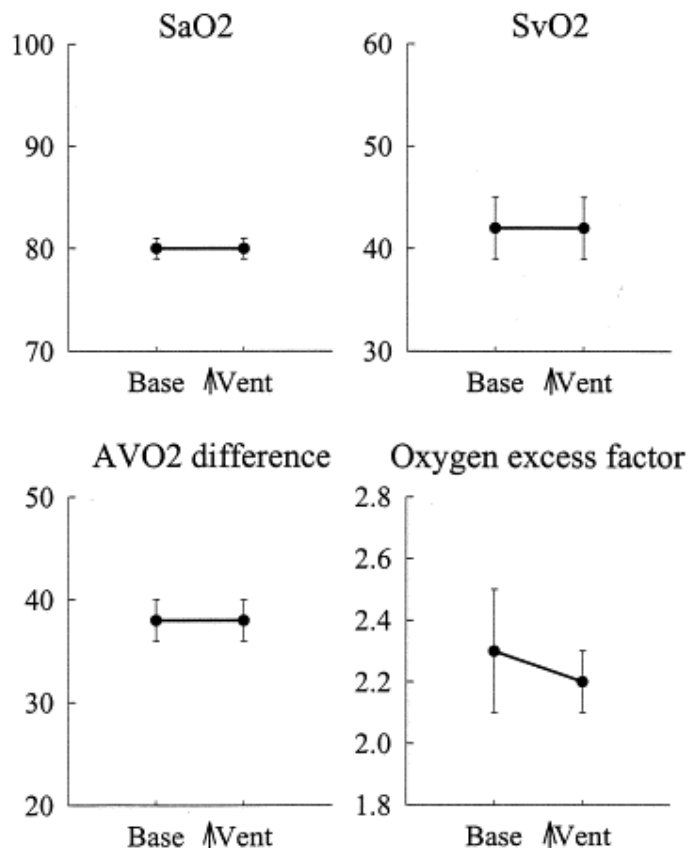 SaO2
100
90
80
70
Base ⇑Vent
SvO2
60
50
40
30
Base ⇑Vent
AVO2 difference
50
40
30
20
Base ⇑Vent
Oxygen excess factor
2.8
2.6
2.4
2.2
2.0
1.8
Base ⇑Vent